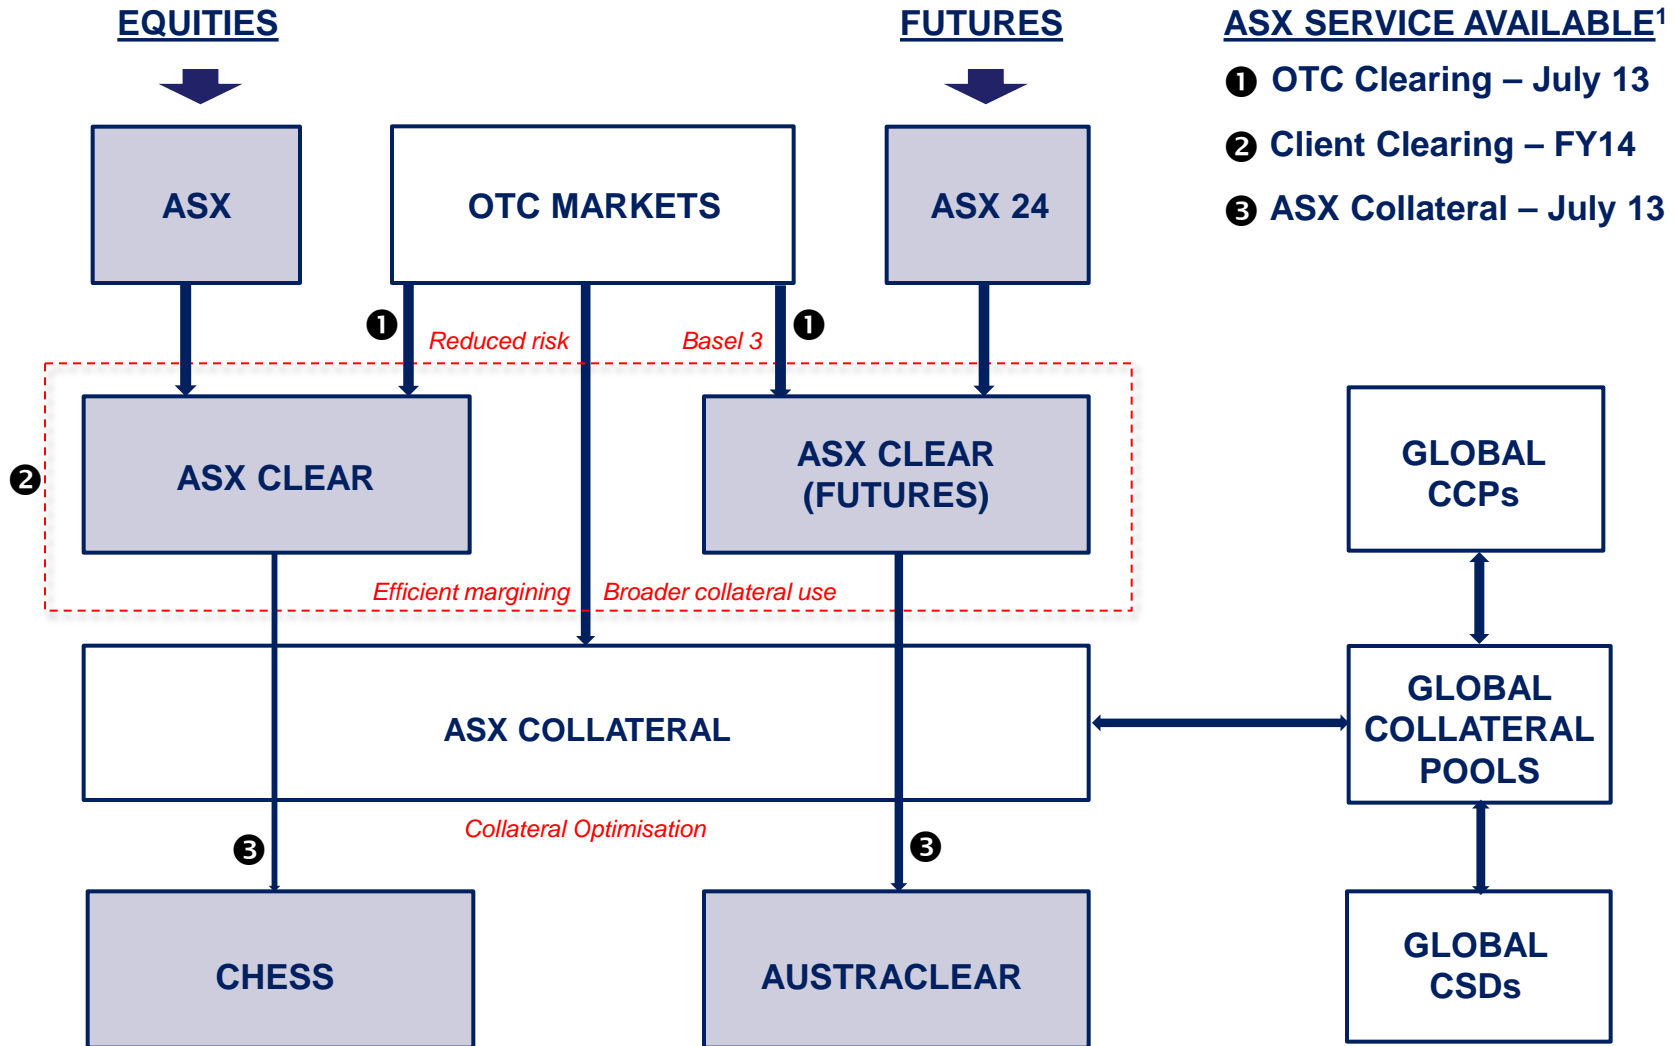 EQUITIES
FUTURES
ASX SERVICE AVAILABLE¹
❶ OTC Clearing – July 13
❷ Client Clearing – FY14
❸ ASX Collateral – July 13
ASX
OTC MARKETS
ASX 24
❶
Reduced risk
Basel 3
❶
❷
ASX CLEAR
ASX CLEAR
(FUTURES)
GLOBAL
CCPs
Efficient margining
Broader collateral use
ASX COLLATERAL
GLOBAL
COLLATERAL
POOLS
Collateral Optimisation
❸
❸
CHESS
AUSTRACLEAR
GLOBAL
CSDs